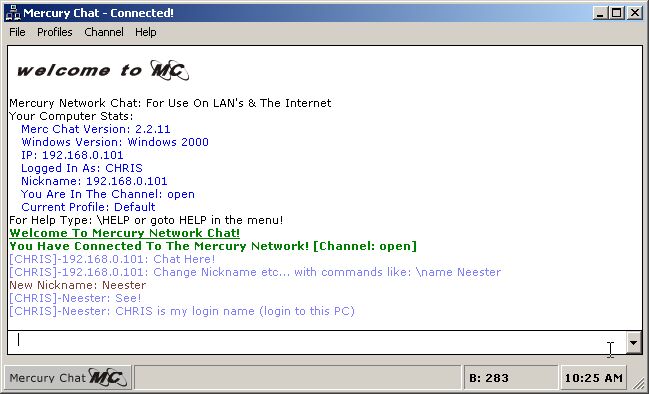 Mercury Chat - Connected!
File Profiles Channel Help
welcome to MC
Mercury Network Chat: For Use On LAN's & The Internet
Your Computer Stats:
Merc Chat Version: 2.2.11
Windows Version: Windows 2000
IP: 192.168.0.101
Logged In As: CHRIS
Nickname: 192.168.0.101
You Are In The Channel: open
Current Profile: Default
For Help Type: \HELP or goto HELP in the menu!
Welcome To Mercury Network Chat!
You Have Connected To The Mercury Network! [Channel: open]
[CHRIS]-192.168.0.101: Chat Here!
[CHRIS]-192.168.0.101: Change Nickname etc... with commands like: \name Neester
New Nickname: Neester
[CHRIS]-Neester: See!
[CHRIS]-Neester: CHRIS is my login name (login to this PC)
Mercury Chat MC B: 283 10:25 AM